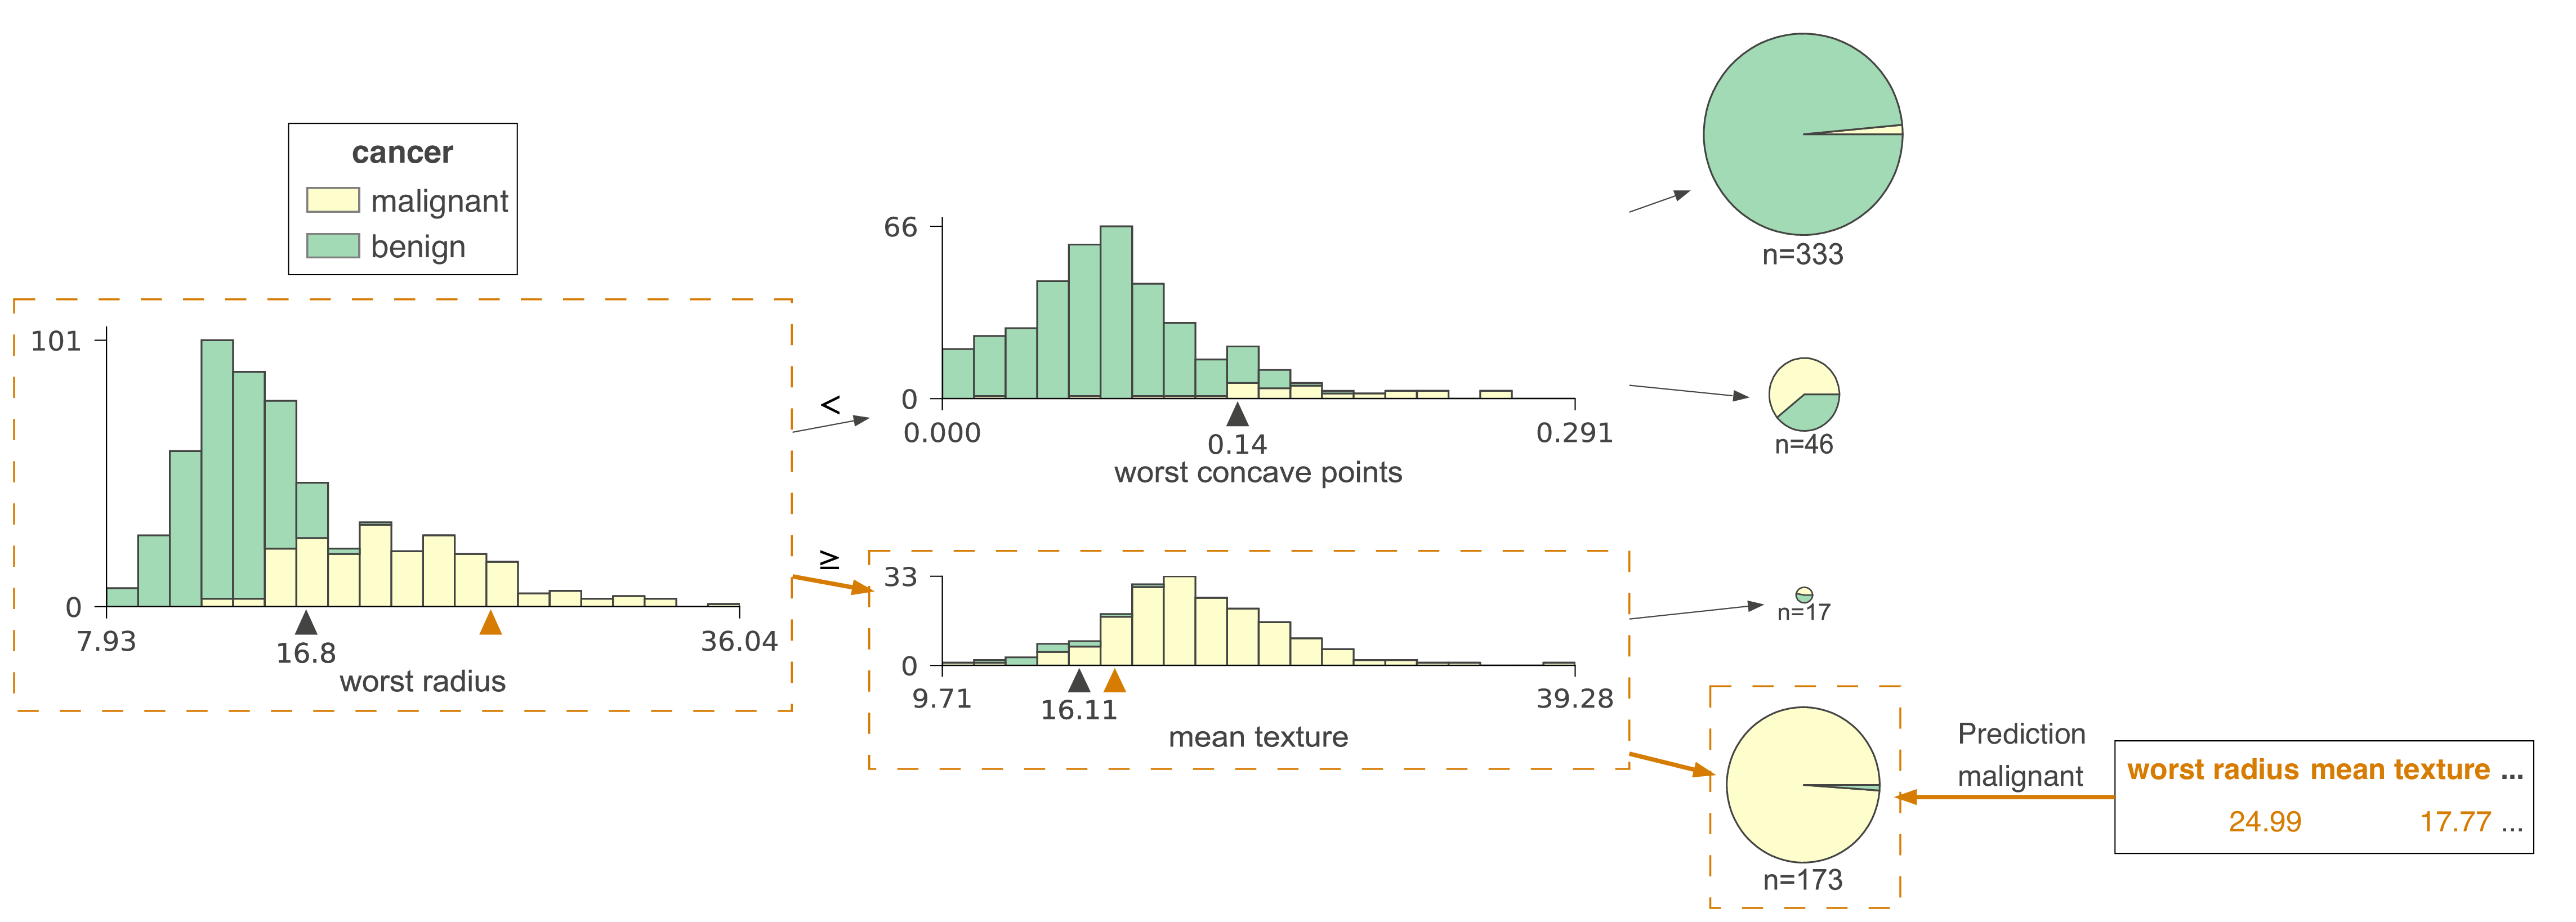 cancer
malignant
benign
101
0
7.93
16.8
36.04
worst radius
<
≥
66
0
0.000
0.14
0.291
worst concave points
33
0
9.71
16.11
39.28
mean texture
n=333
n=46
n=17
n=173
Prediction
malignant
worst radius mean texture ...
24.99 17.77 ...